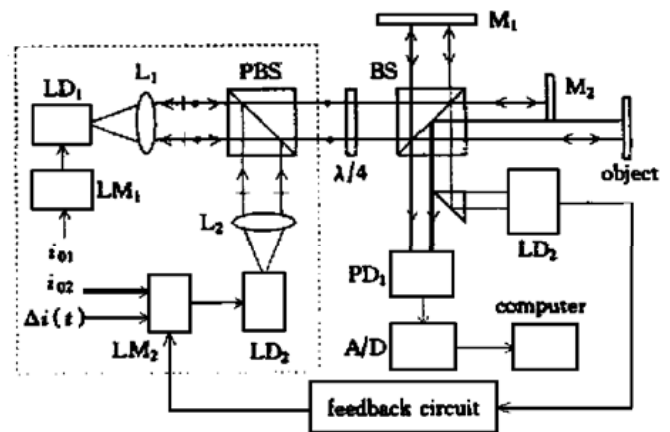 M₁
L₁
PBS
BS
LD₁
M₂
LM₁
λ/4
object
L₂
LD₂
i₀₁
i₀₂
PD₁
Δi(t)
computer
LM₂
LD₂
A/D
feedback circuit